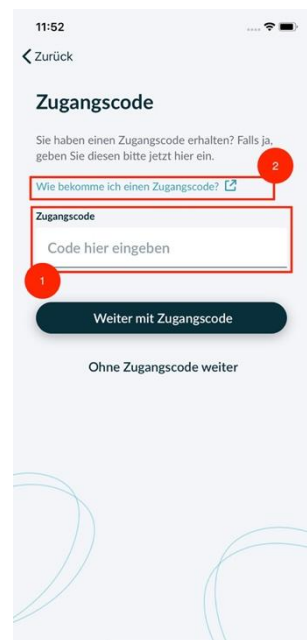 11:52
Zurück
Zugangscode
Sie haben einen Zugangscode erhalten? Falls ja,
geben Sie diesen bitte jetzt hier ein.
2
Wie bekomme ich einen Zugangscode?
Zugangscode
Code hier eingeben
1
Weiter mit Zugangscode
Ohne Zugangscode weiter